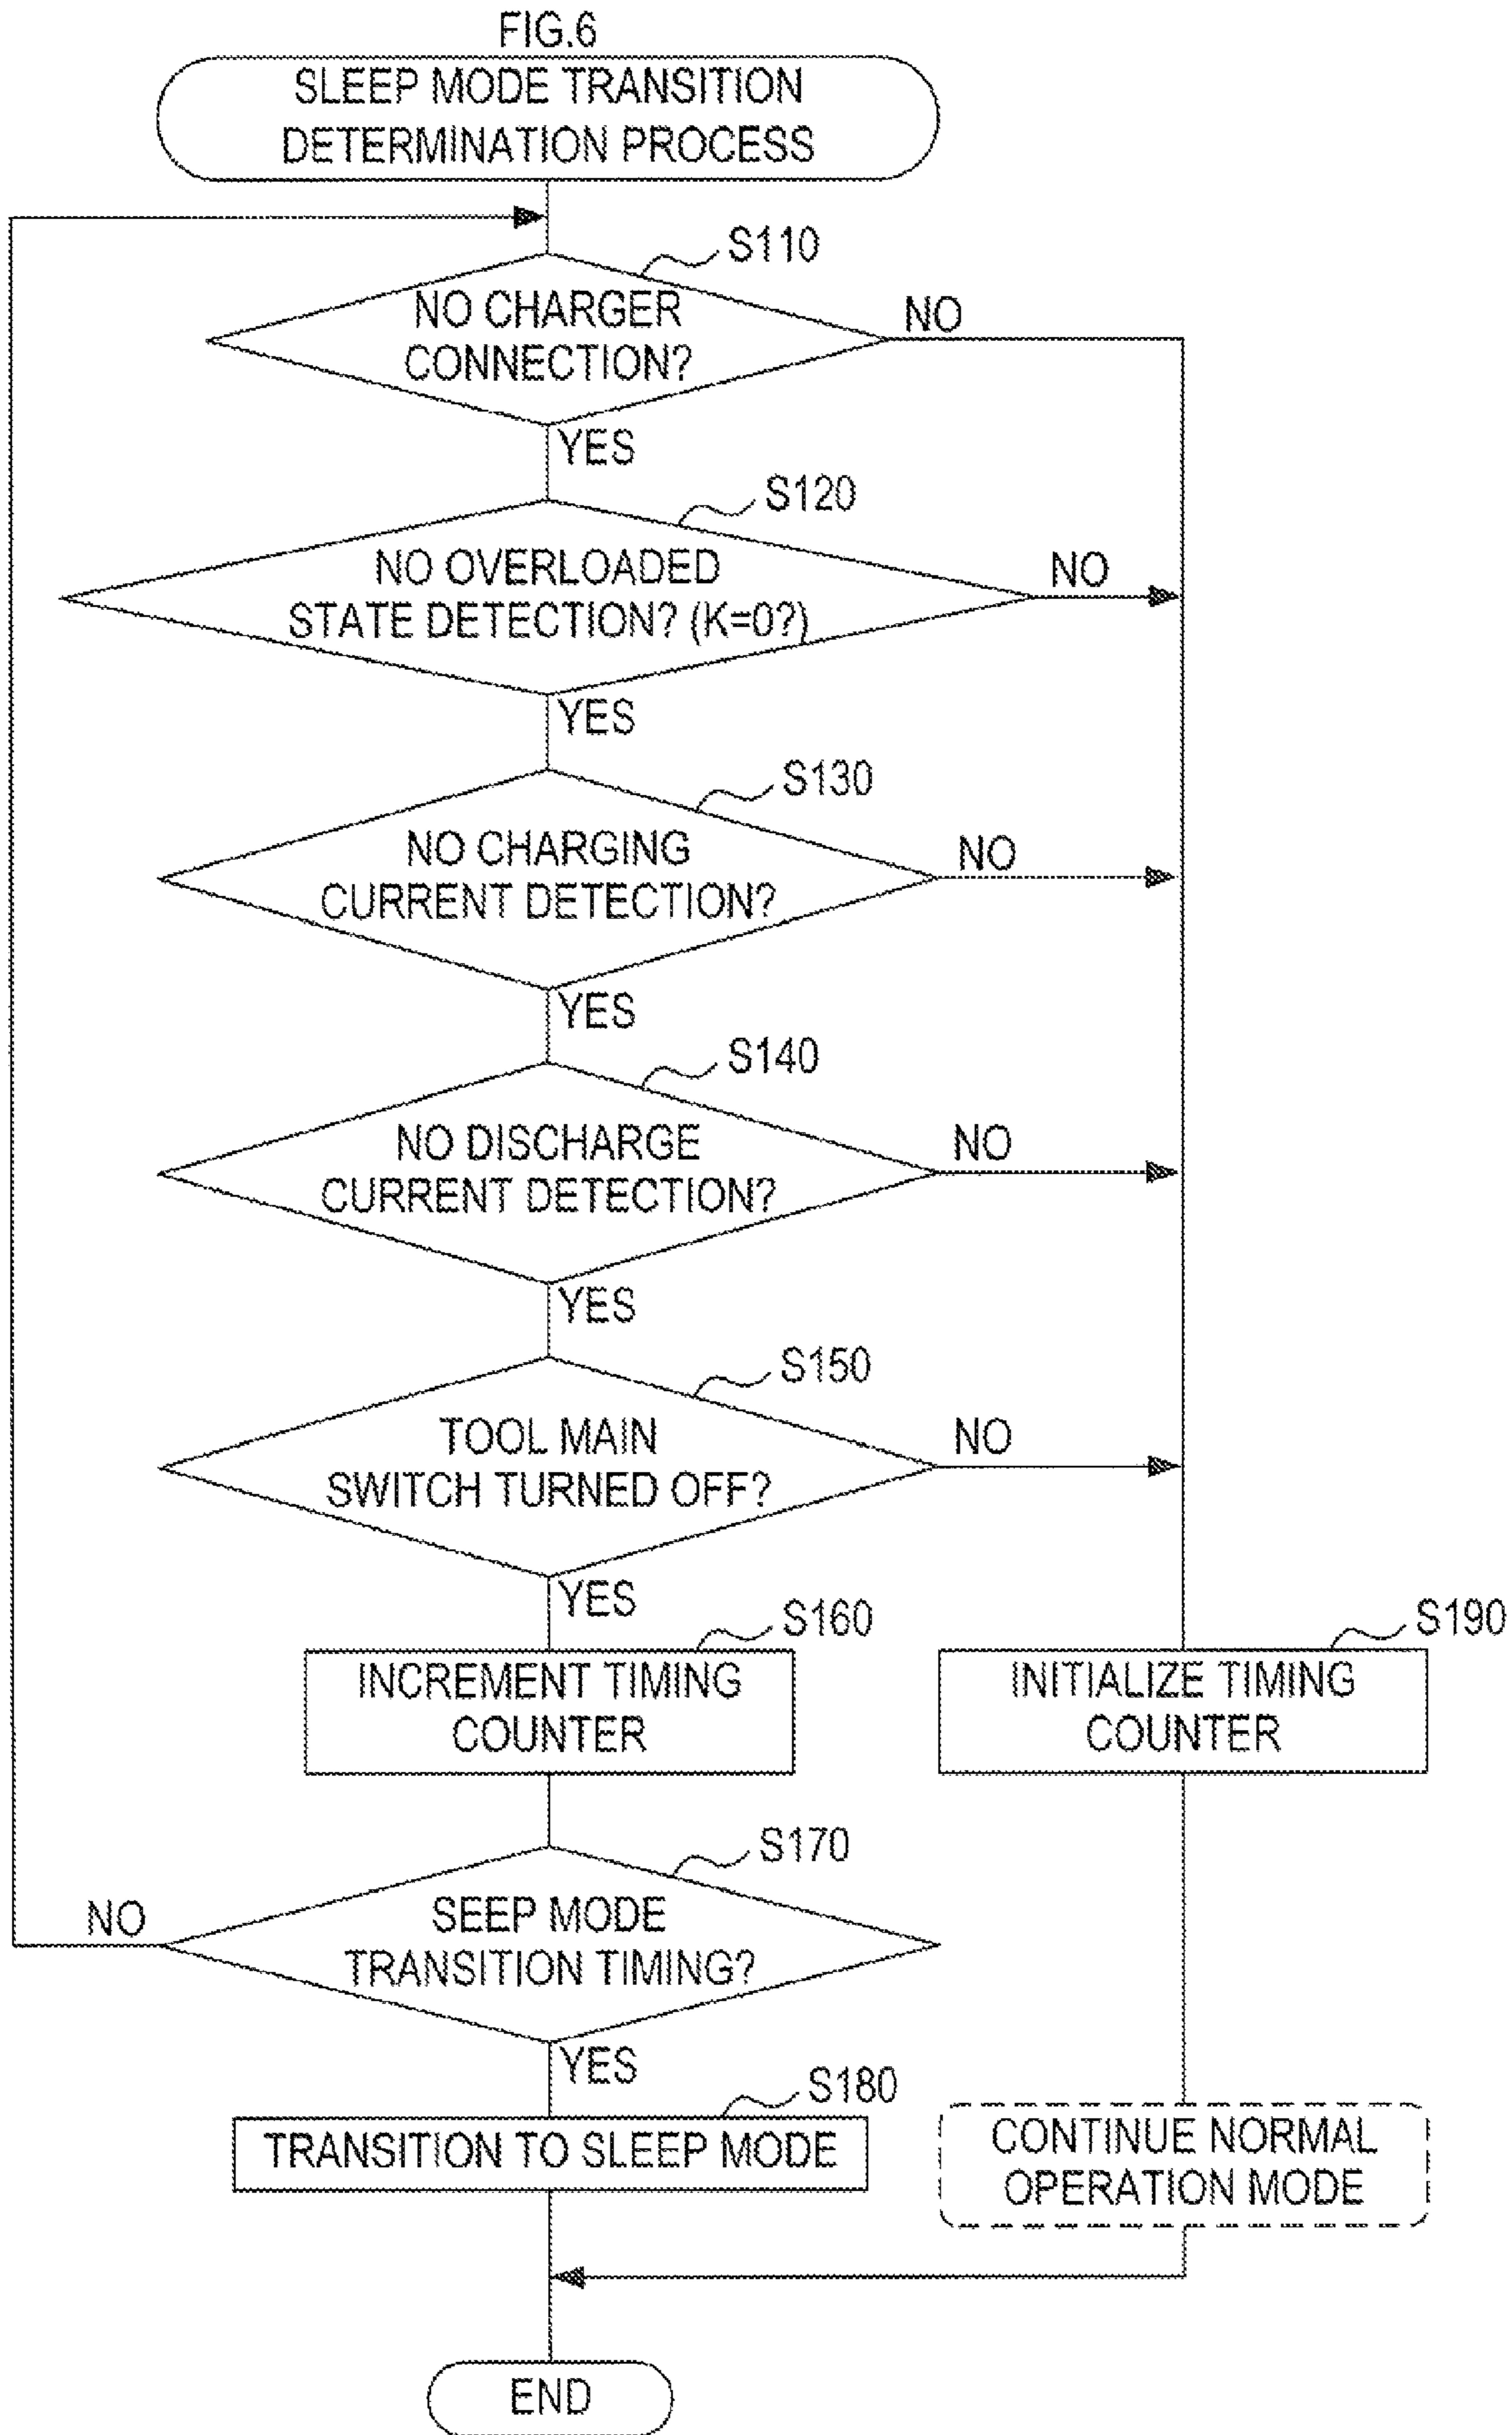 FIG.6
SLEEP MODE TRANSITION
DETERMINATION PROCESS
S110
NO CHARGER
CONNECTION?
NO
YES
S120
NO OVERLOADED
STATE DETECTION? (K=0?)
NO
YES
S130
NO CHARGING
CURRENT DETECTION?
NO
YES
S140
NO DISCHARGE
CURRENT DETECTION?
NO
YES
S150
TOOL MAIN
SWITCH TURNED OFF?
NO
YES
S160
INCREMENT TIMING
COUNTER
S190
INITIALIZE TIMING
COUNTER
S170
SEEP MODE
TRANSITION TIMING?
NO
YES
S180
TRANSITION TO SLEEP MODE
CONTINUE NORMAL
OPERATION MODE
END